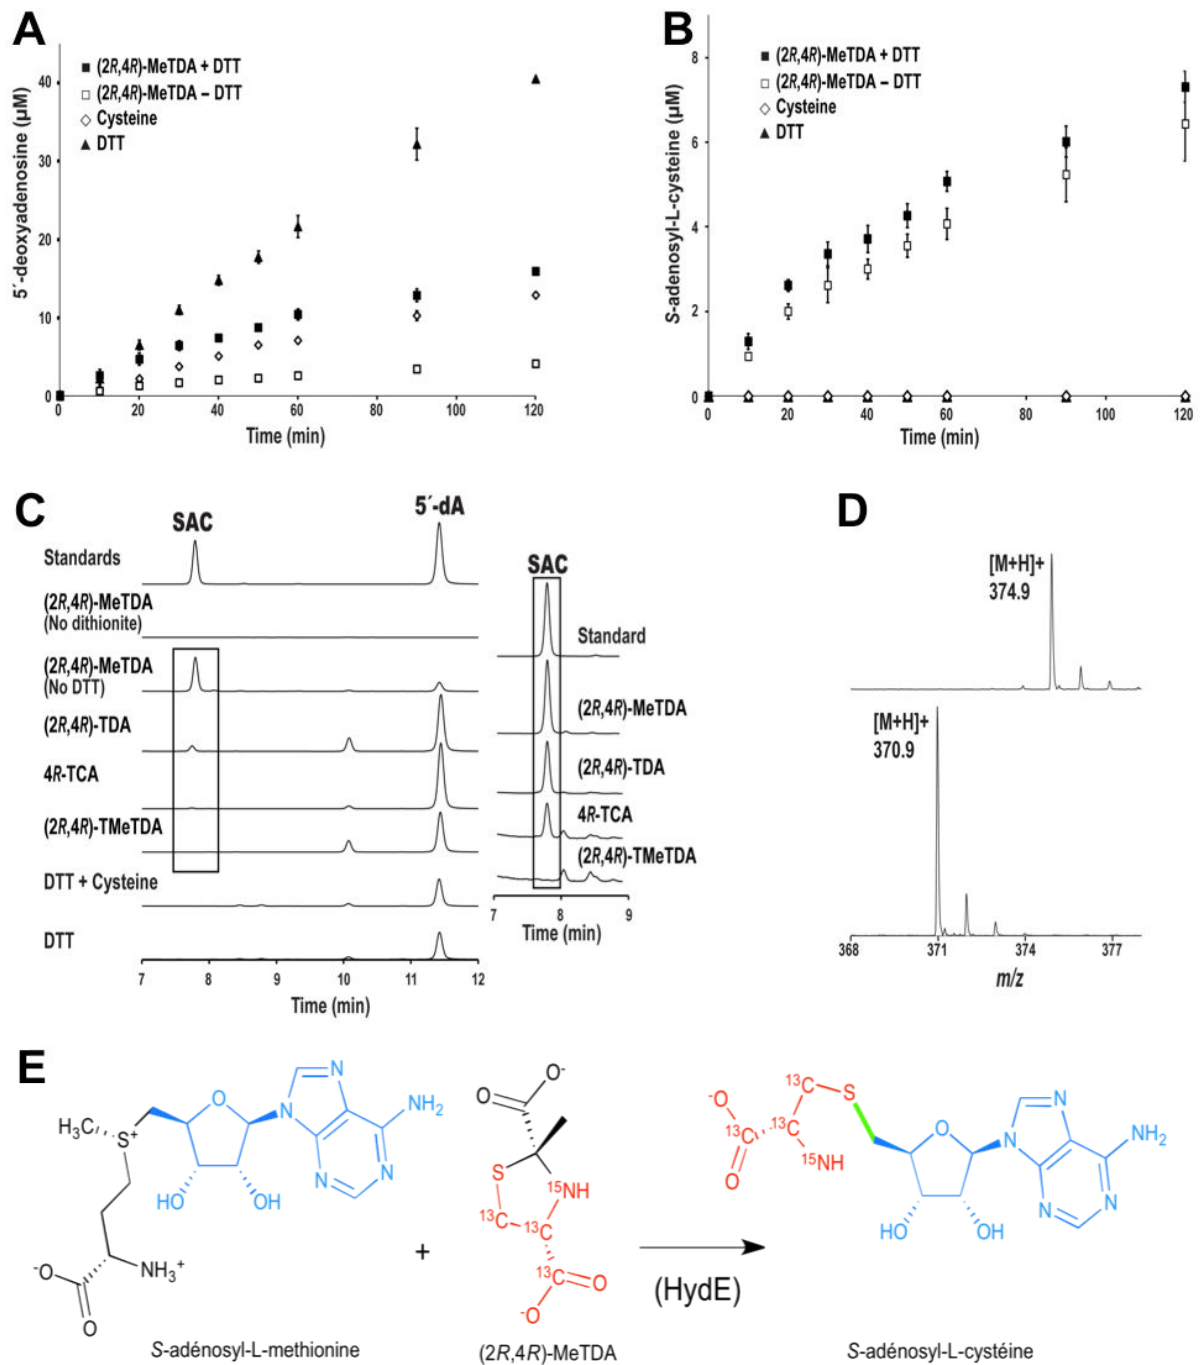 A
(2R,4R)-MeTDA + DTT
(2R,4R)-MeTDA – DTT
Cysteine
DTT
5´-deoxyadenosine (µM)
40
30
20
10
0
0 20 40 60 80 100 120
Time (min)
B
(2R,4R)-MeTDA + DTT
(2R,4R)-MeTDA – DTT
Cysteine
DTT
S-adenosyl-L-cysteine (µM)
8
6
4
2
0
0 20 40 60 80 100 120
Time (min)
C
SAC 5´-dA
Standards
(2R,4R)-MeTDA
(No dithionite)
(2R,4R)-MeTDA
(No DTT)
(2R,4R)-TDA
4R-TCA
(2R,4R)-TMeTDA
DTT + Cysteine
DTT
7 8 9 10 11 12
Time (min)
SAC
Standard
(2R,4R)-MeTDA
(2R,4R)-TDA
4R-TCA
(2R,4R)-TMeTDA
7 8 9
Time (min)
D
[M+H]+
374.9
[M+H]+
370.9
368 371 374 377
m/z
E
H₃C
S⁺
O
N
N
N
N
NH₂
HO
OH
⁻O
O
NH₃⁺
S-adénosyl-L-méthionine
+
O⁻
O
S
¹⁵NH
¹³C
¹³C
¹³C
O
⁻O
(2R,4R)-MeTDA
(HydE)
¹³C
S
⁻O
¹³C
¹³C
O
¹⁵NH
O
N
N
N
N
NH₂
HO
OH
S-adénosyl-L-cystéine